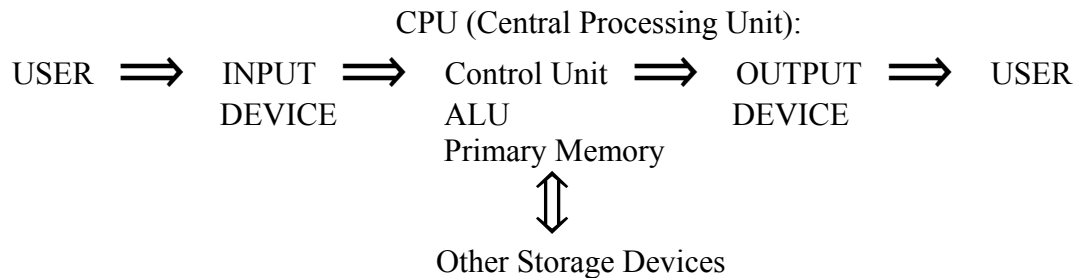 CPU (Central Processing Unit):
USER ⟹ INPUT ⟹ Control Unit ⟹ OUTPUT ⟹ USER
DEVICE ALU DEVICE
Primary Memory
⇕
Other Storage Devices